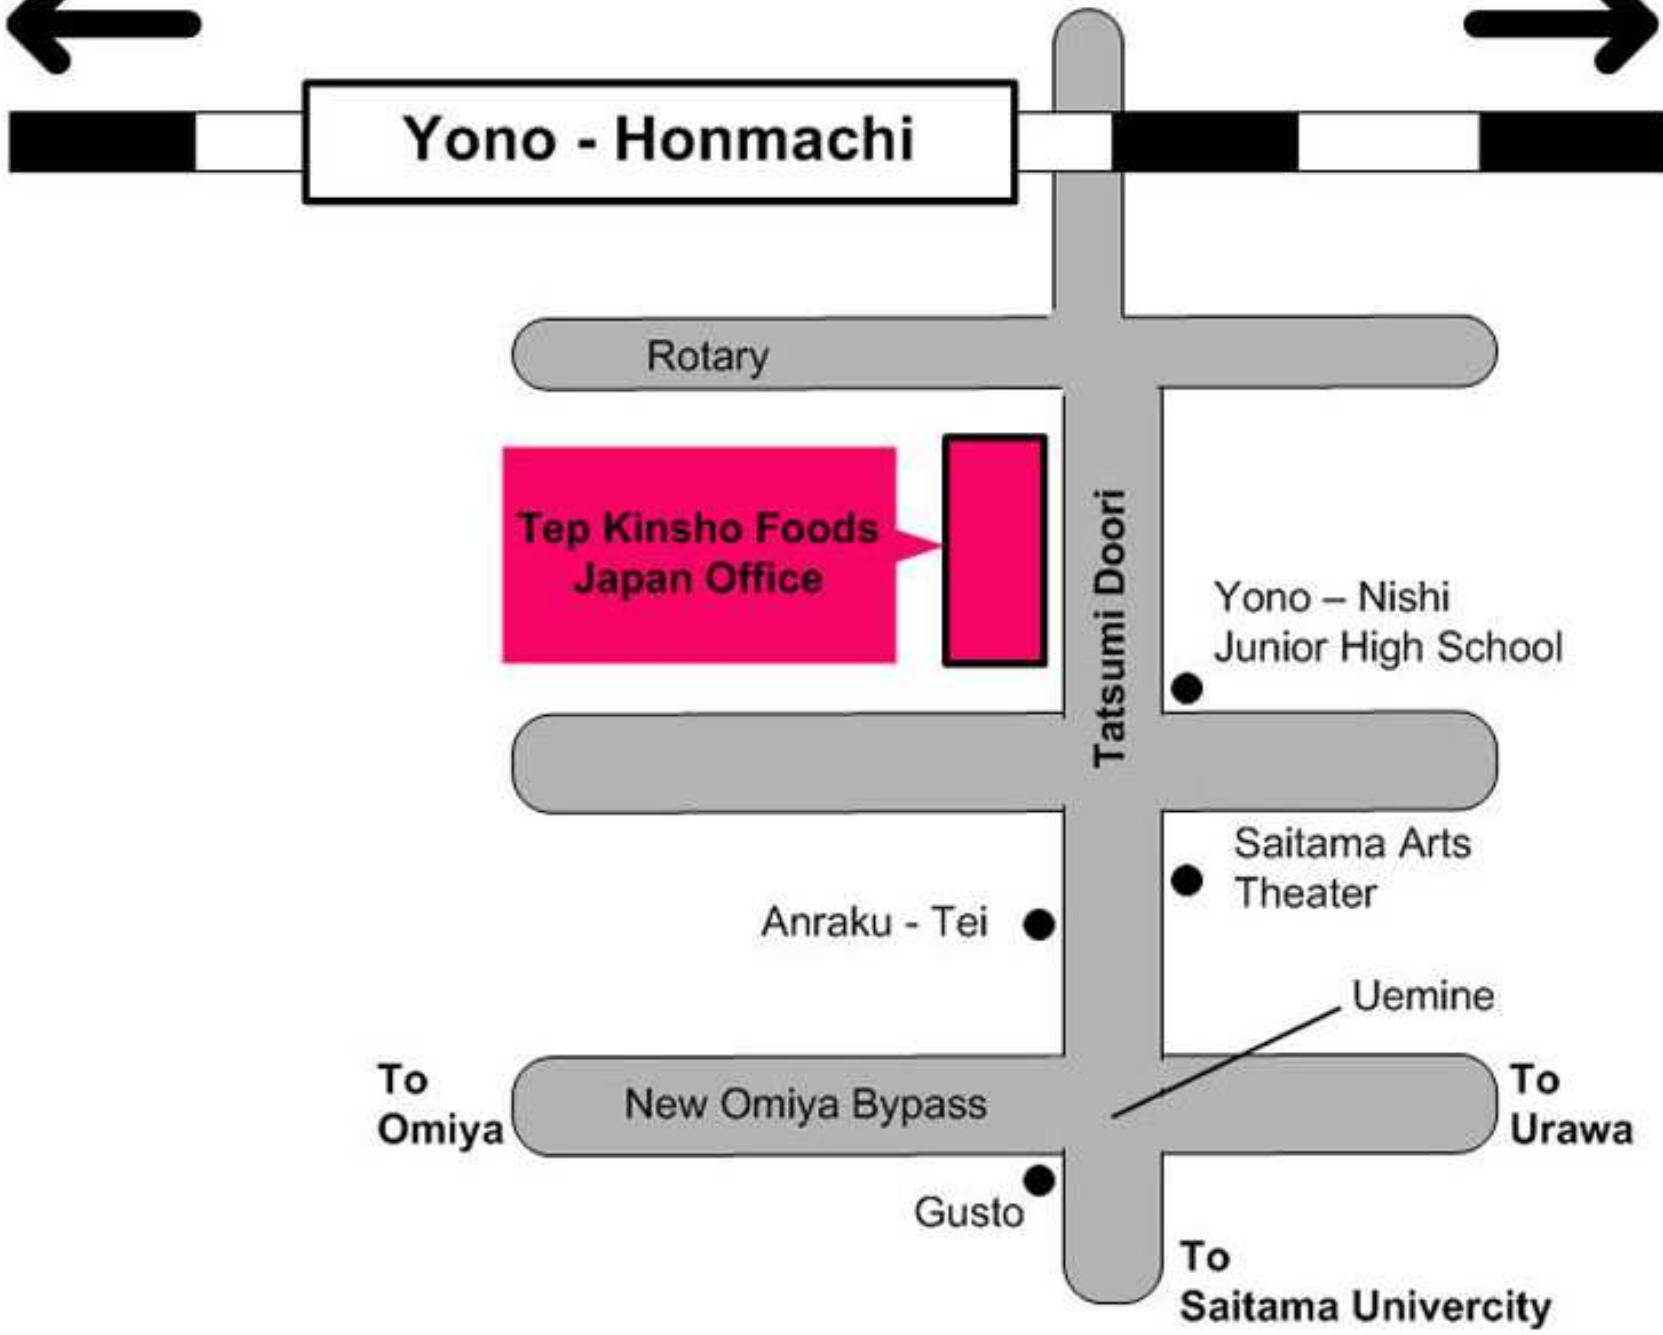 Yono - Honmachi
Rotary
Tep Kinsho Foods
Japan Office
Tatsumi Doori
Yono – Nishi
Junior High School
Saitama Arts
Theater
Anraku - Tei
Uemine
To
Omiya
New Omiya Bypass
To
Urawa
Gusto
To
Saitama Univercity